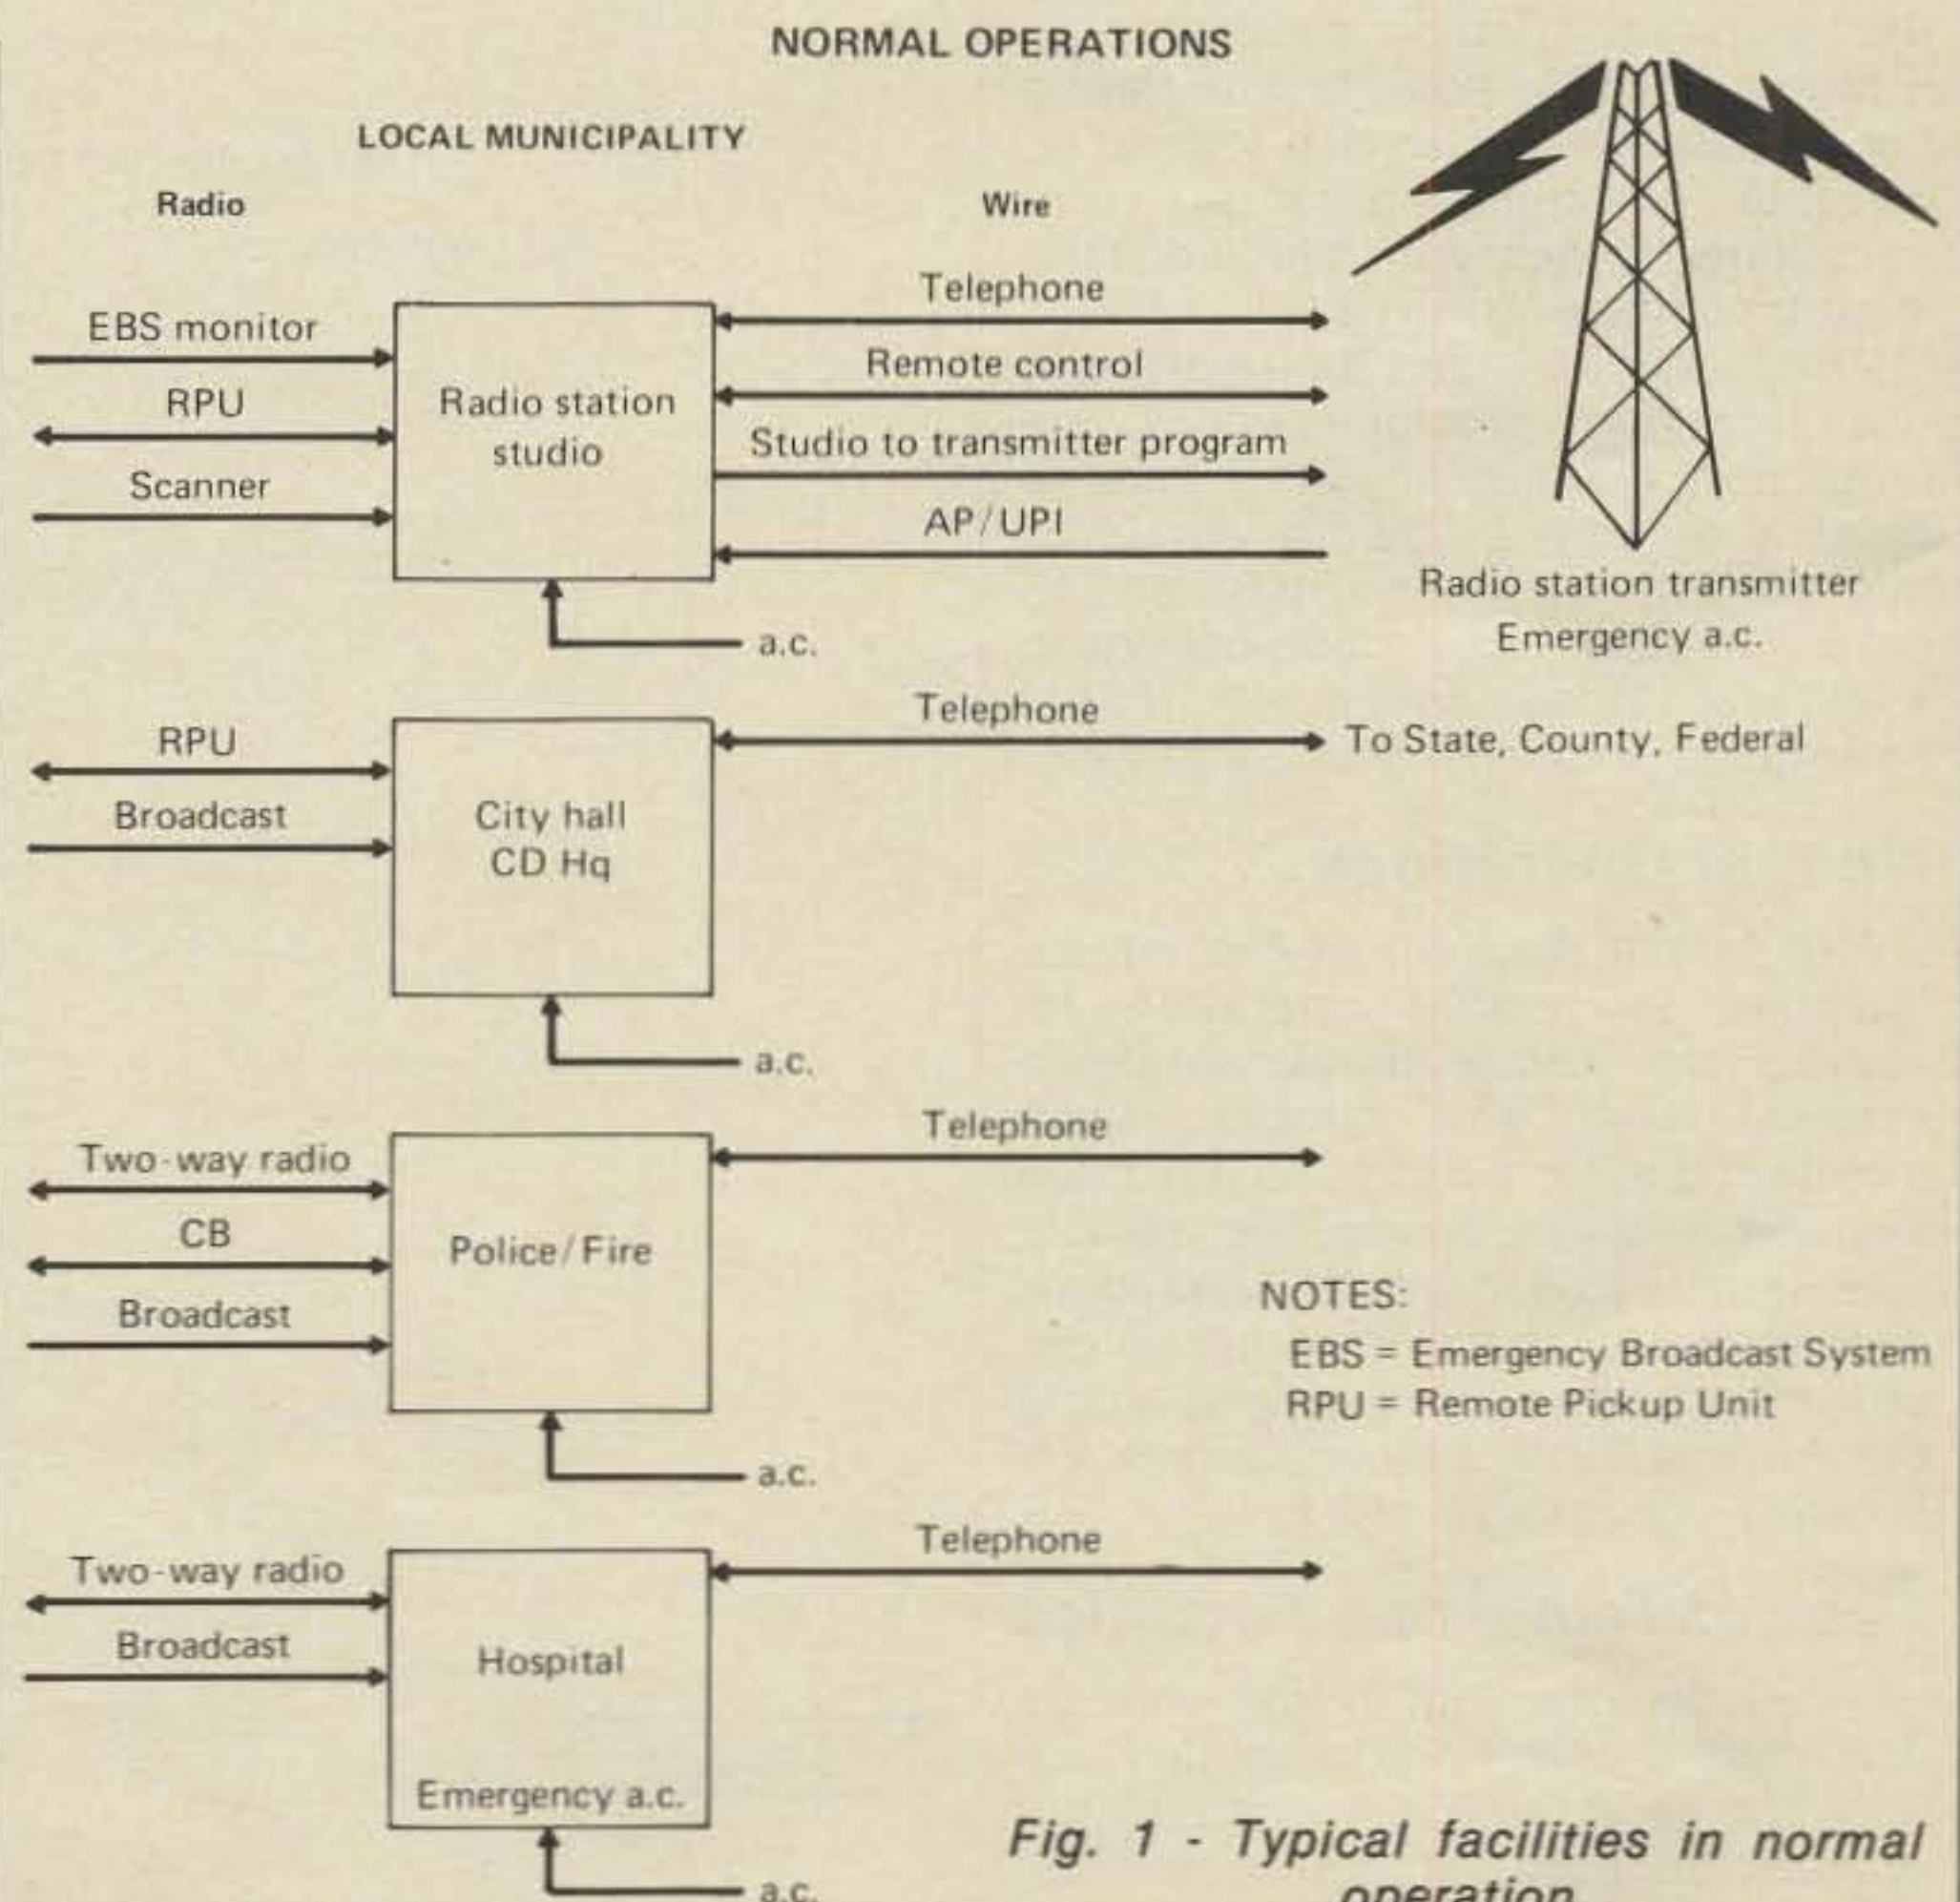 NORMAL OPERATIONS
LOCAL MUNICIPALITY
Radio
Wire
EBS monitor
RPU
Scanner
Radio station
studio
Telephone
Remote control
Studio to transmitter program
AP/UPI
a.c.
Radio station transmitter
Emergency a.c.
RPU
Broadcast
City hall
CD Hq
Telephone
To State, County, Federal
a.c.
Two-way radio
CB
Broadcast
Police/Fire
Telephone
a.c.
NOTES:
EBS = Emergency Broadcast System
RPU = Remote Pickup Unit
Two-way radio
Broadcast
Hospital
Emergency a.c.
Telephone
a.c.
Fig. 1 - Typical facilities in normal
operation